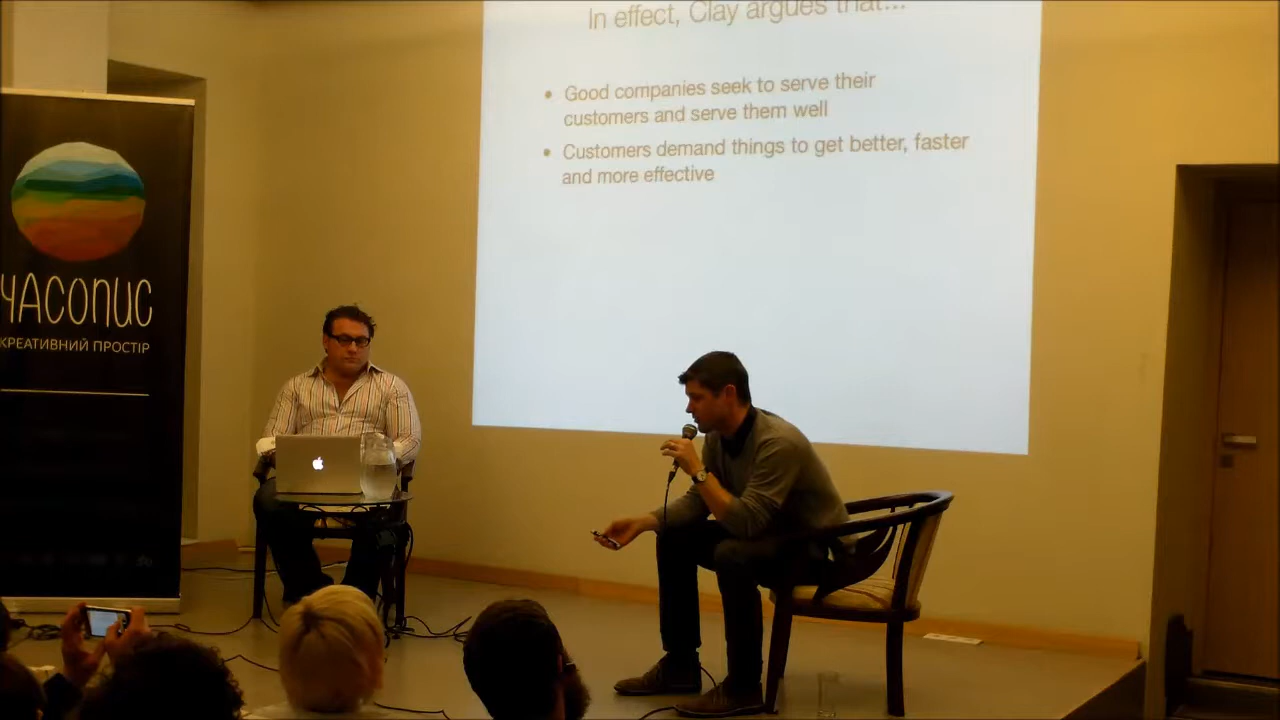 In effect, Clay argues that...
• Good companies seek to serve their
customers and serve them well
• Customers demand things to get better, faster
and more effective
ЧАСОПИС
КРЕАТИВНИЙ ПРОСТІР